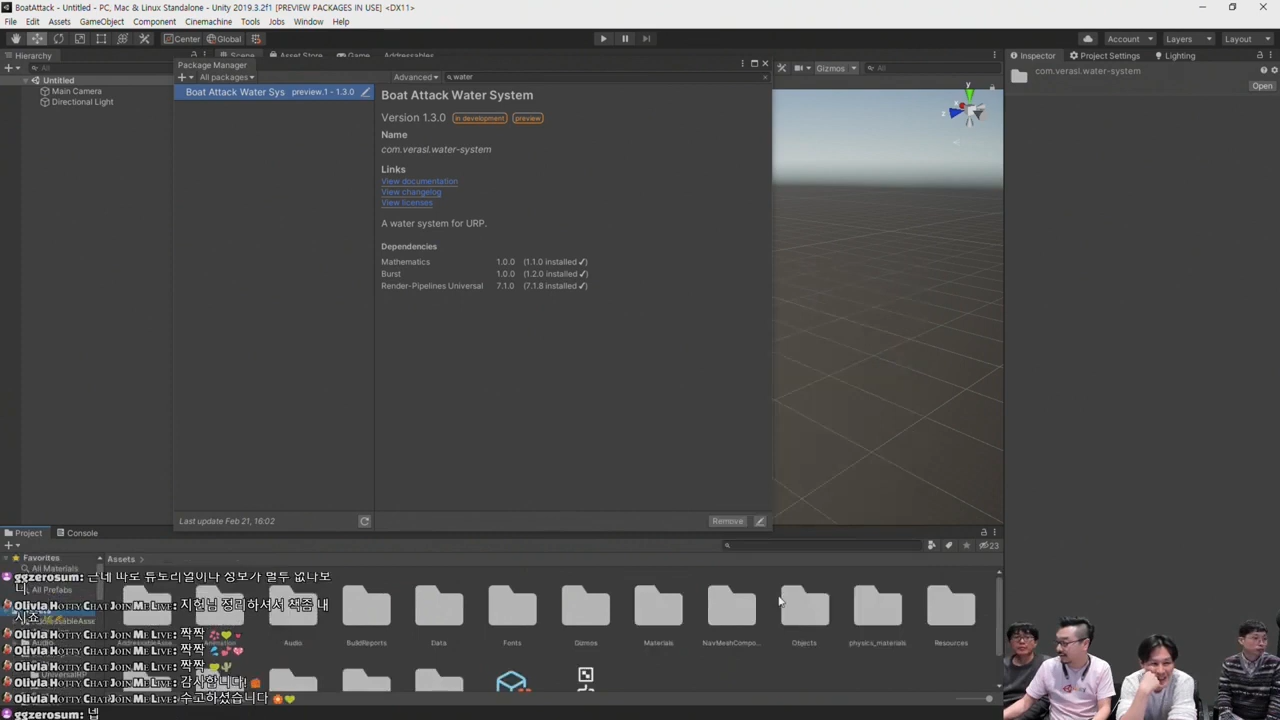 BoatAttack - Untitled - PC, Mac & Linux Standalone - Unity 2019.3.2f1 [PREVIEW PACKAGES IN USE] <DX11>
File Edit Assets GameObject Component Cinemachine Tools Jobs Window Help
Center Global Account Layers Layout
Hierarchy Scene Asset Store Game Addressables Inspector Project Settings Lighting
All
Untitled
Main Camera
Directional Light
Package Manager
All packages Advanced water
Boat Attack Water Sys preview.1 - 1.3.0
Boat Attack Water System
Version 1.3.0 in development preview
Name
com.verasl.water-system
Links
View documentation
View changelog
View licenses
A water system for URP.
Dependencies
Mathematics 1.0.0 (1.1.0 installed ✓)
Burst 1.0.0 (1.2.0 installed ✓)
Render-Pipelines Universal 7.1.0 (7.1.8 installed ✓)
Last update Feb 21, 16:02 Remove
Gizmos All
y
z
com.verasl.water-system
Open
Project Console
Favorites
All Materials
All Prefabs
Assets
23
Audio BuildReports Data Fonts Gizmos Materials NavMeshCompo... Objects physics_materials Resources
ggzerosum: 근데 따로 튜토리얼이나 정보가 별루 없나보
니.
Olivia Hotty Chat Join Me Live: 지헌님 정리하셔서 책좀 내
시죠
Olivia Hotty Chat Join Me Live: 짝짝
Olivia Hotty Chat Join Me Live: 짝짝
Olivia Hotty Chat Join Me Live: 짝짝
Olivia Hotty Chat Join Me Live: 감사합니다!
Olivia Hotty Chat Join Me Live: 수고하셨습니다
ggzerosum: 넵